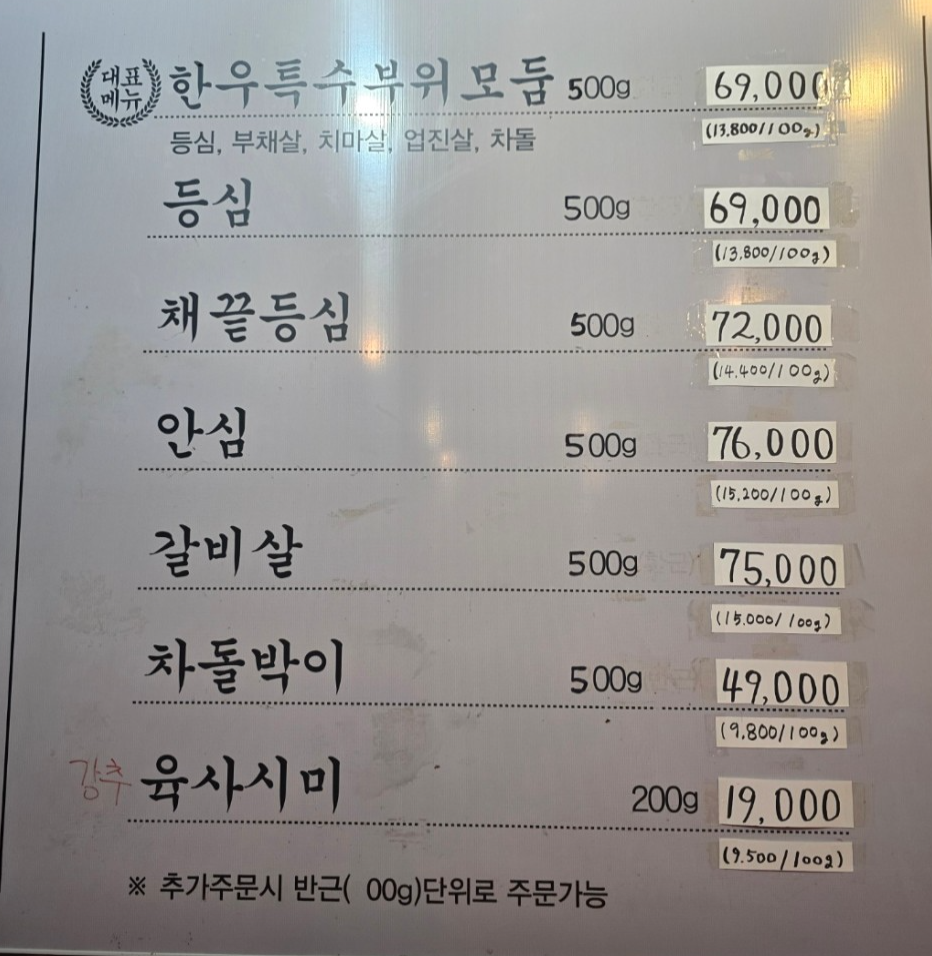 대표 메뉴 한우특수부위모둠 500g 69,000
(13,800/100g)
등심, 부채살, 치마살, 업진살, 차돌
등심 500g 69,000
(13,800/100g)
채끝등심 500g 72,000
(14,400/100g)
안심 500g 76,000
(15,200/100g)
갈비살 500g 75,000
(15,000/100g)
차돌박이 500g 49,000
(9,800/100g)
강추 육사시미 200g 19,000
(9,500/100g)
※ 추가주문시 반근( 00g)단위로 주문가능